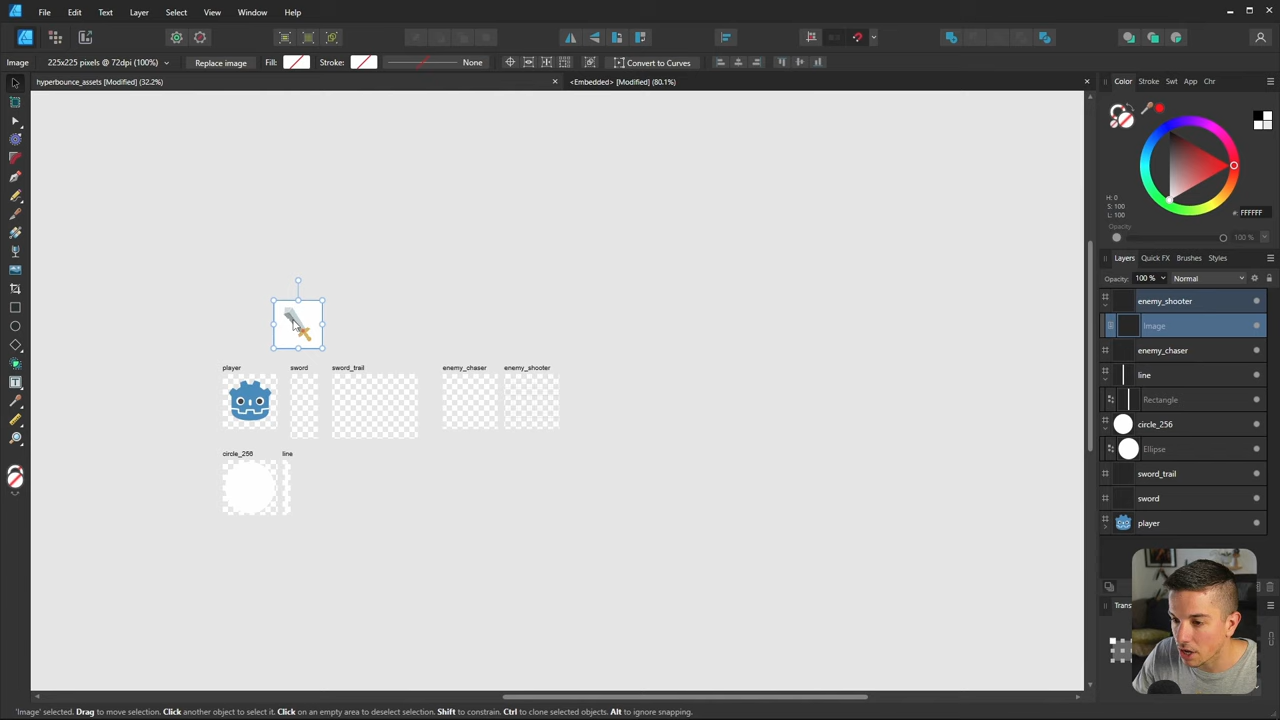 File Edit Text Layer Select View Window Help
Image 225x225 pixels @ 72dpi (100%) Replace image Fill: Stroke: None Convert to Curves
hyperbounce_assets [Modified] (32.2%)
<Embedded> [Modified] (80.1%)
Color Stroke Swt App Chr
H: 0
S: 100
L: 100
#: FFFFFF
Opacity
100 %
Layers Quick FX Brushes Styles
Opacity: 100 % Normal
enemy_shooter
Image
enemy_chaser
line
Rectangle
circle_256
Ellipse
sword_trail
sword
player
player sword sword_trail enemy_chaser enemy_shooter
circle_256 line
'Image' selected. Drag to move selection. Click another object to select it. Click on an empty area to deselect selection. Shift to constrain. Ctrl to clone selected objects. Alt to ignore snapping.